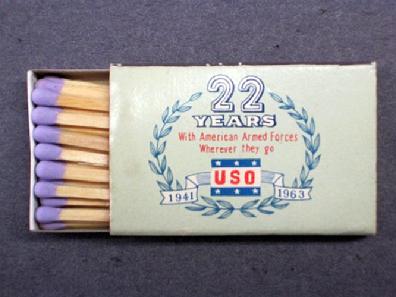 22
YEARS
With American Armed Forces
Wherever they go
USO
1941 1963